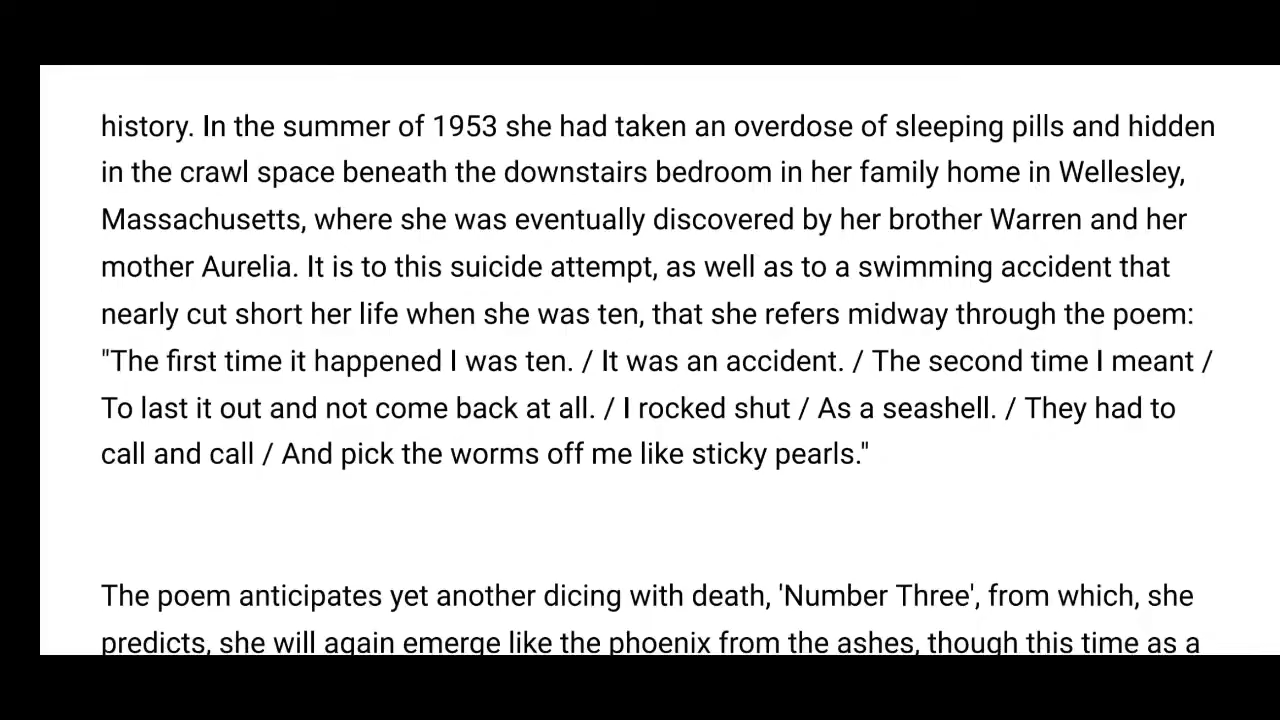 history. In the summer of 1953 she had taken an overdose of sleeping pills and hidden
in the crawl space beneath the downstairs bedroom in her family home in Wellesley,
Massachusetts, where she was eventually discovered by her brother Warren and her
mother Aurelia. It is to this suicide attempt, as well as to a swimming accident that
nearly cut short her life when she was ten, that she refers midway through the poem:
"The first time it happened I was ten. / It was an accident. / The second time I meant /
To last it out and not come back at all. / I rocked shut / As a seashell. / They had to
call and call / And pick the worms off me like sticky pearls."
The poem anticipates yet another dicing with death, 'Number Three', from which, she
predicts, she will again emerge like the phoenix from the ashes, though this time as a